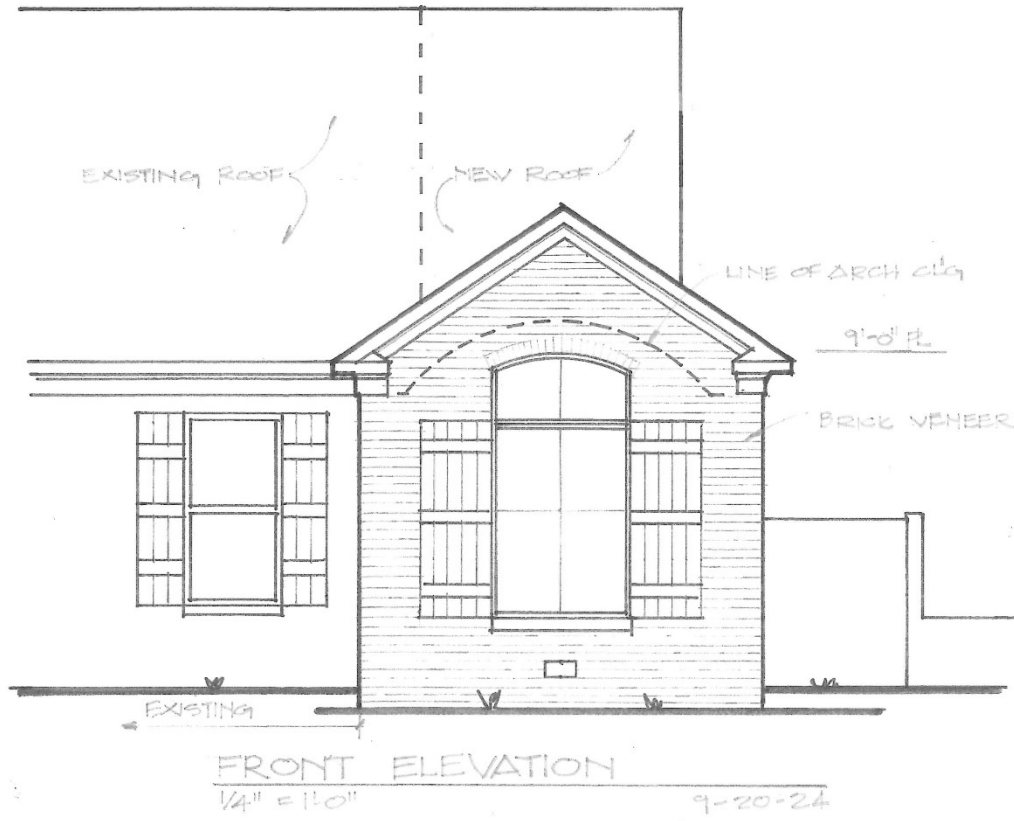 EXISTING ROOF
NEW ROOF
LINE OF ARCH CL'G
9'-0" PL
BRICK VENEER
EXISTING
FRONT ELEVATION
1/4" = 1'-0"
9-20-24